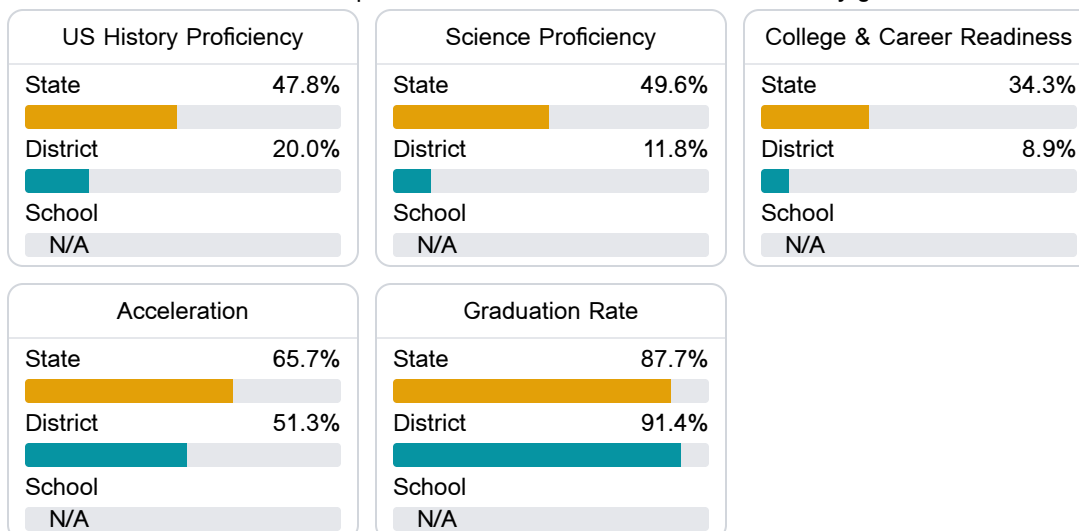 US History Proficiency
State 47.8%
District 20.0%
School
N/A
Science Proficiency
State 49.6%
District 11.8%
School
N/A
College & Career Readiness
State 34.3%
District 8.9%
School
N/A
Acceleration
State 65.7%
District 51.3%
School
N/A
Graduation Rate
State 87.7%
District 91.4%
School
N/A